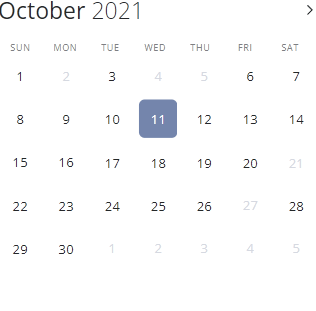 October 2021
SUN MON TUE WED THU FRI SAT
1 2 3 4 5 6 7
8 9 10 11 12 13 14
15 16 17 18 19 20 21
22 23 24 25 26 27 28
29 30 1 2 3 4 5